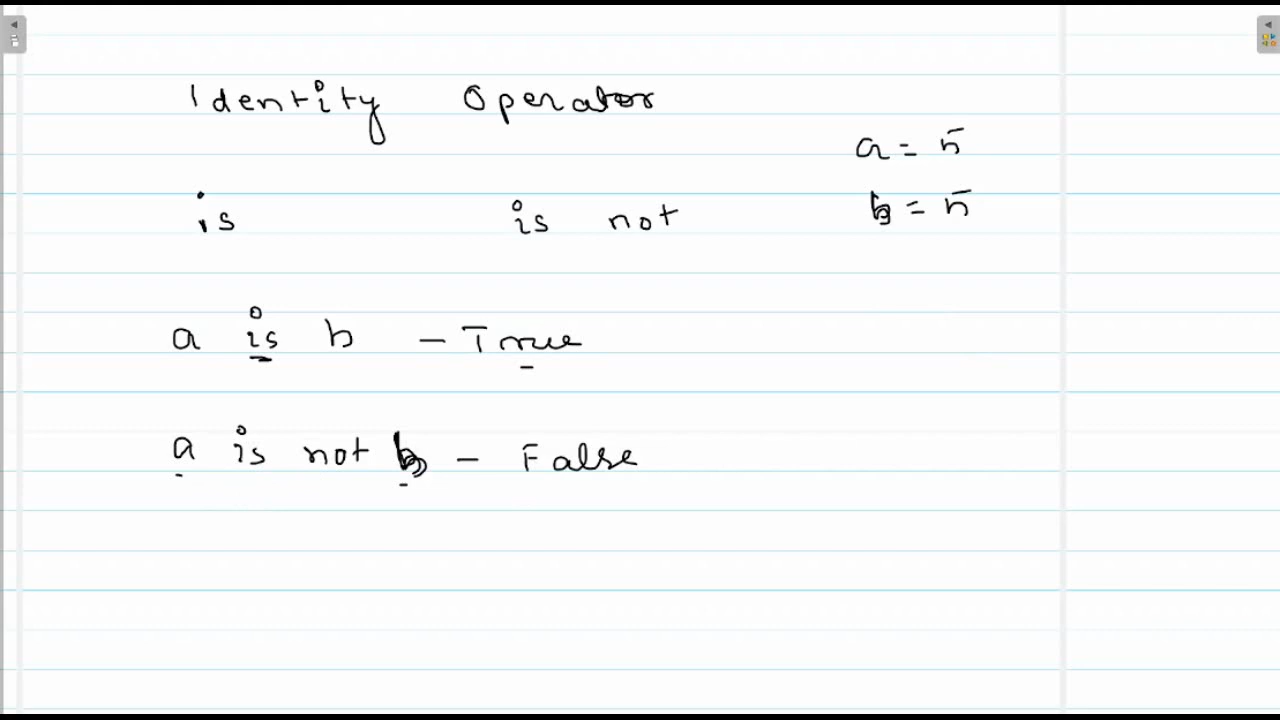 Identity Operator
a = 5
is is not
b = 5
a is b - True
a is not b - False